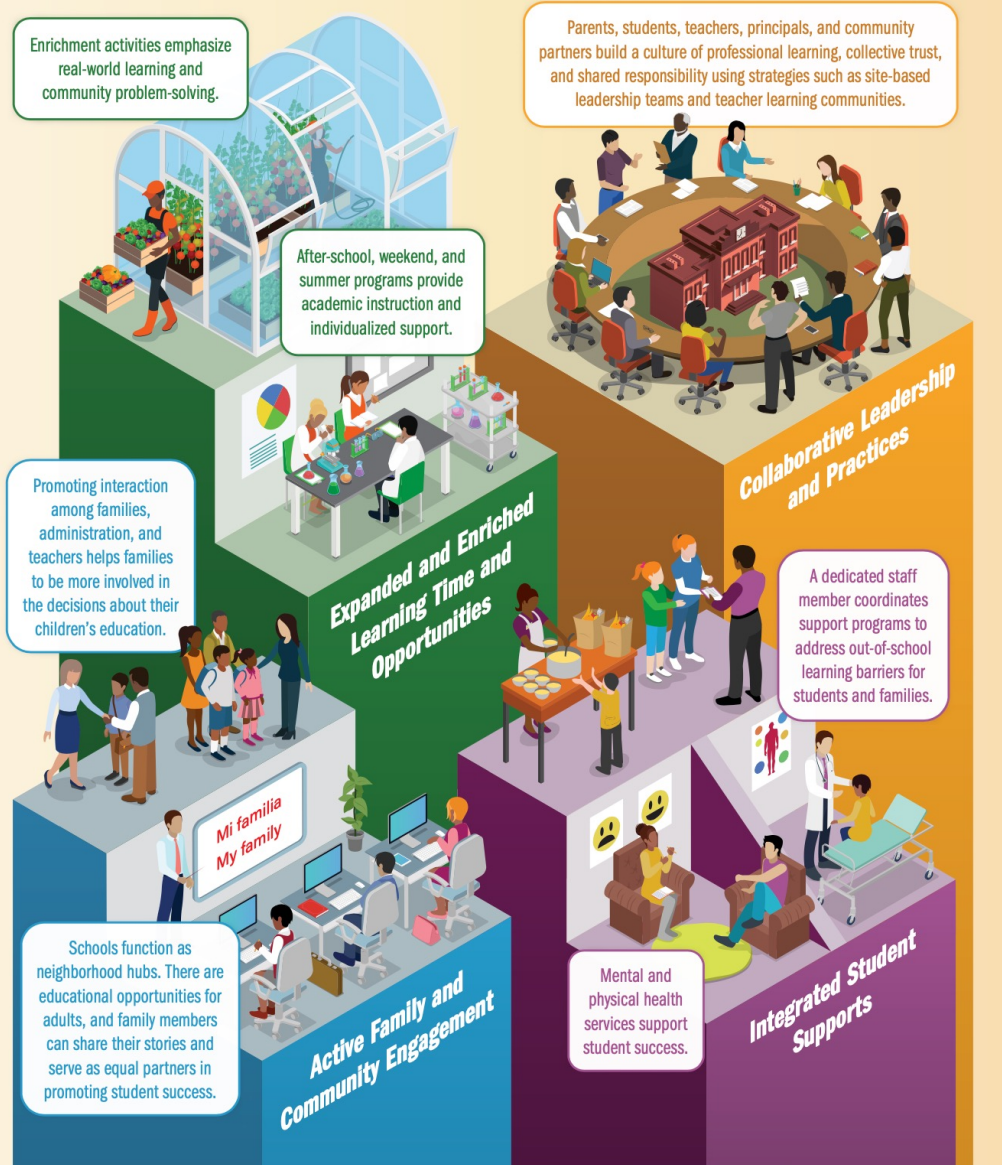 Enrichment activities emphasize
real-world learning and
community problem-solving.
Parents, students, teachers, principals, and community
partners build a culture of professional learning, collective trust,
and shared responsibility using strategies such as site-based
leadership teams and teacher learning communities.
After-school, weekend, and
summer programs provide
academic instruction and
individualized support.
Collaborative Leadership
and Practices
Expanded and Enriched
Learning Time and
Opportunities
Promoting interaction
among families,
administration, and
teachers helps families
to be more involved in
the decisions about their
children's education.
A dedicated staff
member coordinates
support programs to
address out-of-school
learning barriers for
students and families.
Mi familia
My family
Schools function as
neighborhood hubs. There are
educational opportunities for
adults, and family members
can share their stories and
serve as equal partners in
promoting student success.
Active Family and
Community Engagement
Mental and
physical health
services support
student success.
Integrated Student
Supports